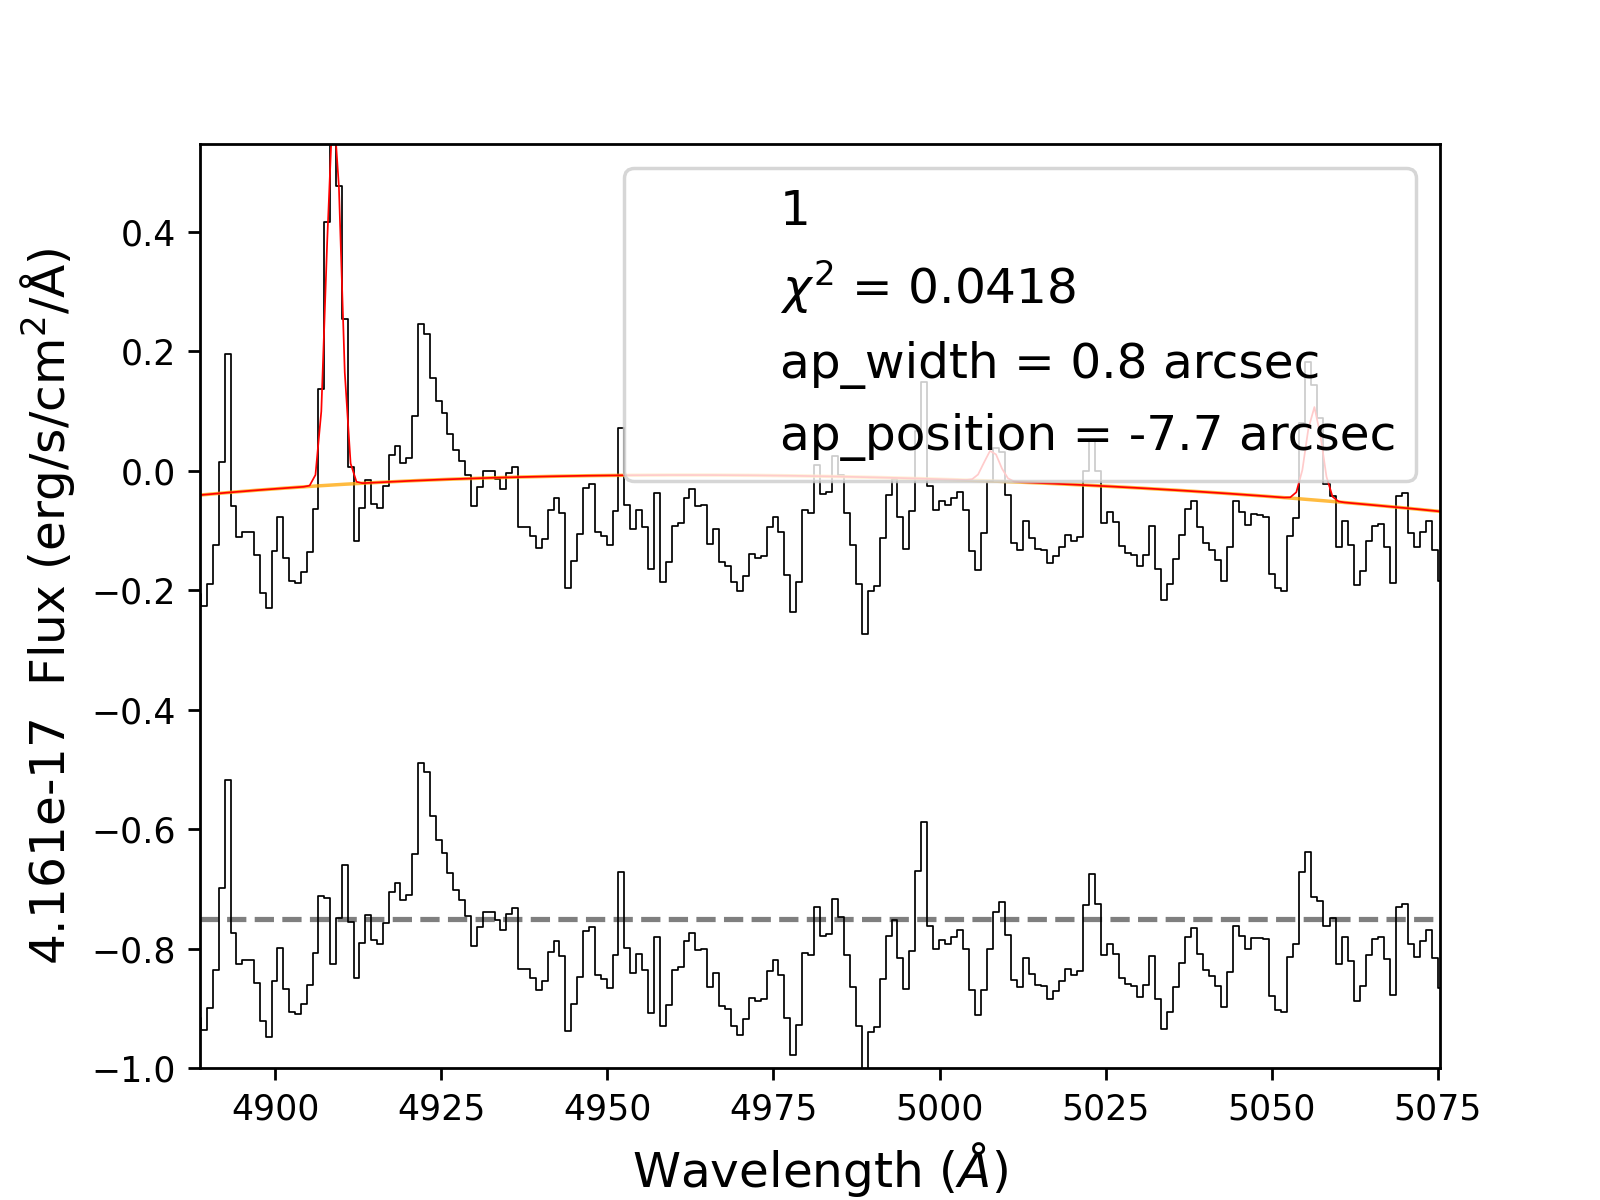 1
χ² = 0.0418
ap_width = 0.8 arcsec
ap_position = -7.7 arcsec
0.4
0.2
0.0
−0.2
−0.4
−0.6
−0.8
−1.0
4.161e-17 Flux (erg/s/cm²/Å)
4900 4925 4950 4975 5000 5025 5050 5075
Wavelength (Å)